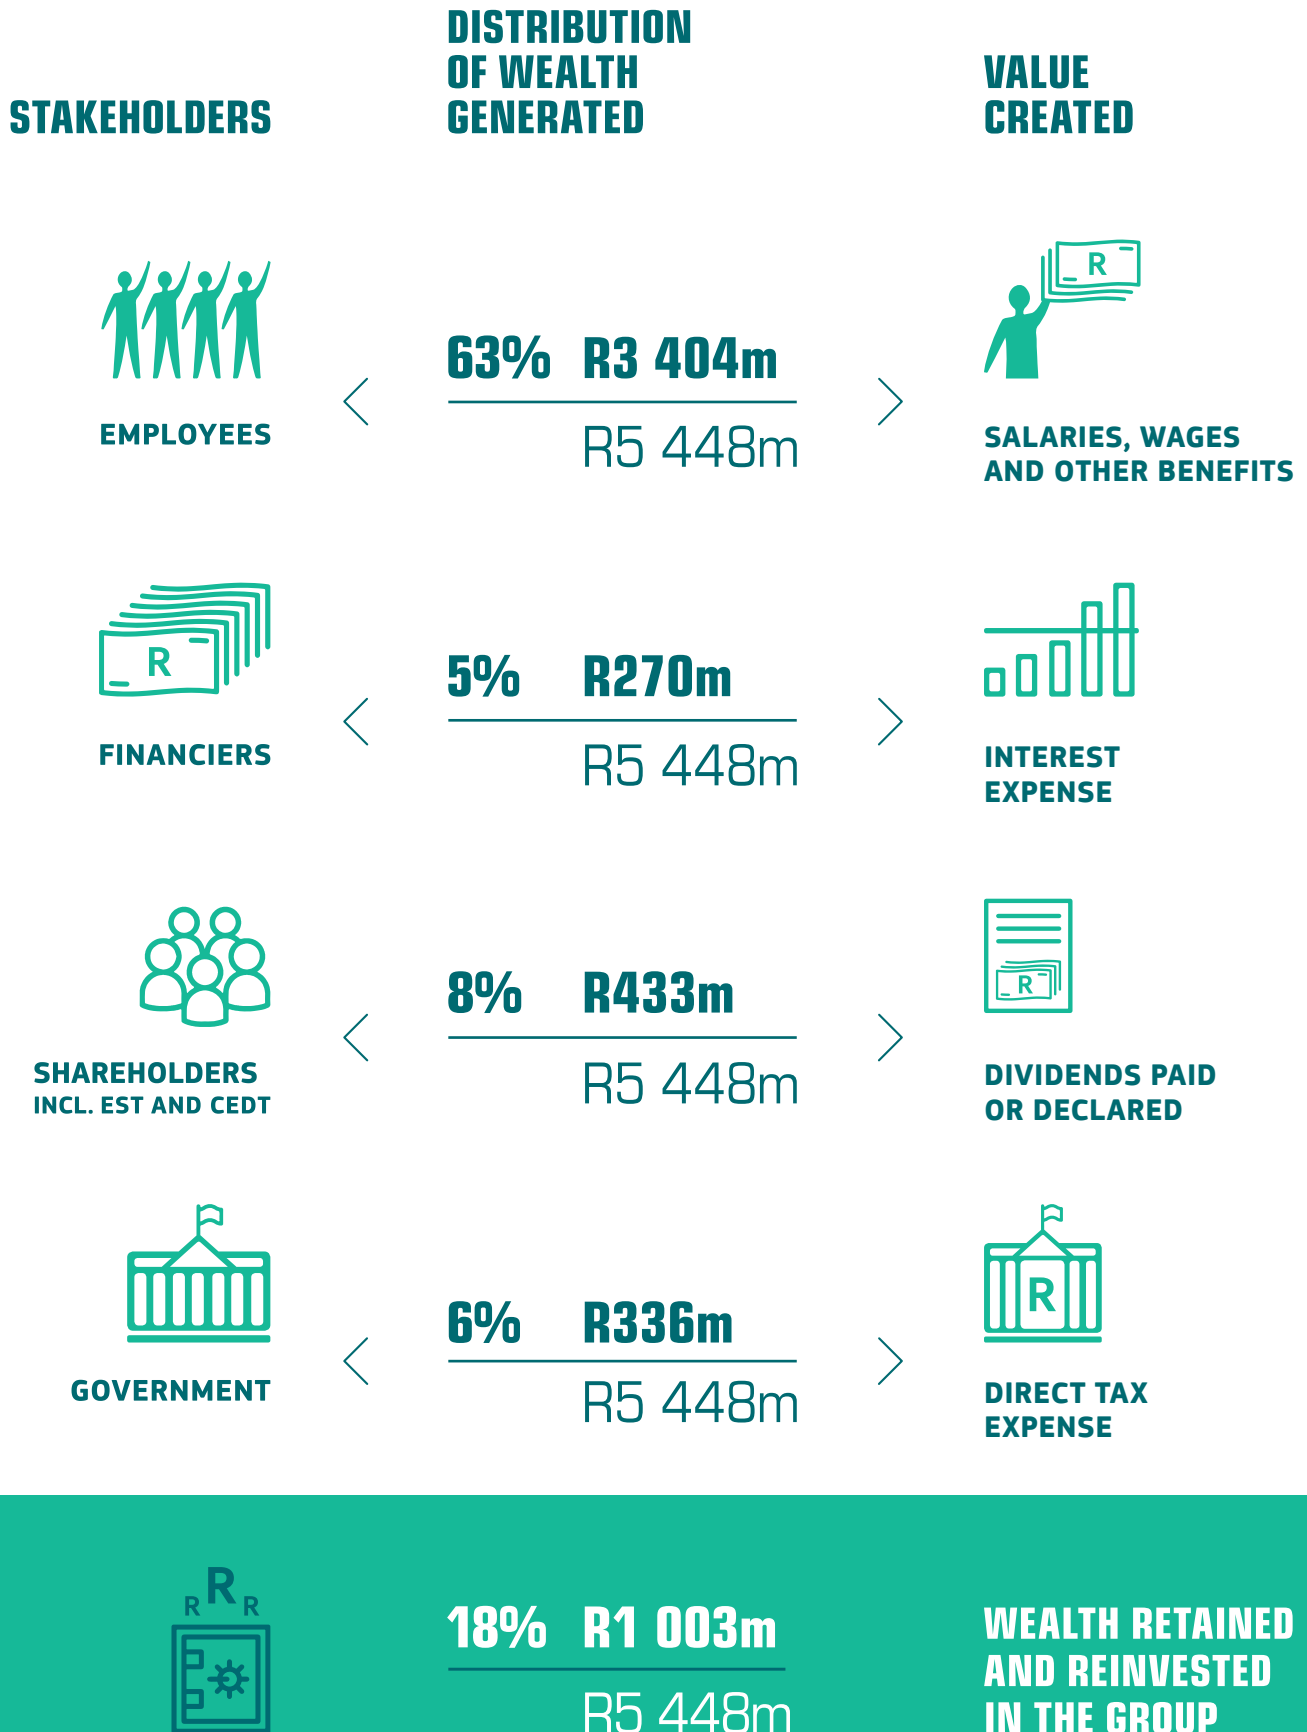 STAKEHOLDERS
DISTRIBUTION
OF WEALTH
GENERATED
VALUE
CREATED
EMPLOYEES
63% R3 404m
R5 448m
R
SALARIES, WAGES
AND OTHER BENEFITS
R
FINANCIERS
5% R270m
R5 448m
INTEREST
EXPENSE
SHAREHOLDERS
INCL. EST AND CEDT
8% R433m
R5 448m
R
DIVIDENDS PAID
OR DECLARED
GOVERNMENT
6% R336m
R5 448m
R
DIRECT TAX
EXPENSE
R R R
18% R1 003m
R5 448m
WEALTH RETAINED
AND REINVESTED
IN THE GROUP